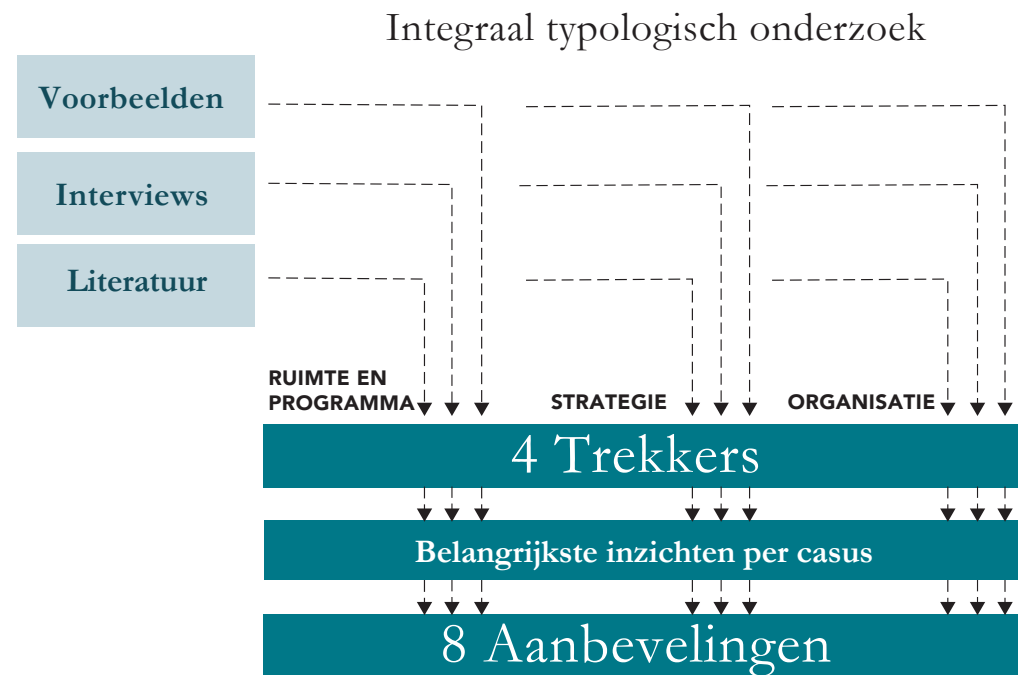 Integraal typologisch onderzoek
Voorbeelden
Interviews
Literatuur
RUIMTE EN
PROGRAMMA
STRATEGIE
ORGANISATIE
4 Trekkers
Belangrijkste inzichten per casus
8 Aanbevelingen